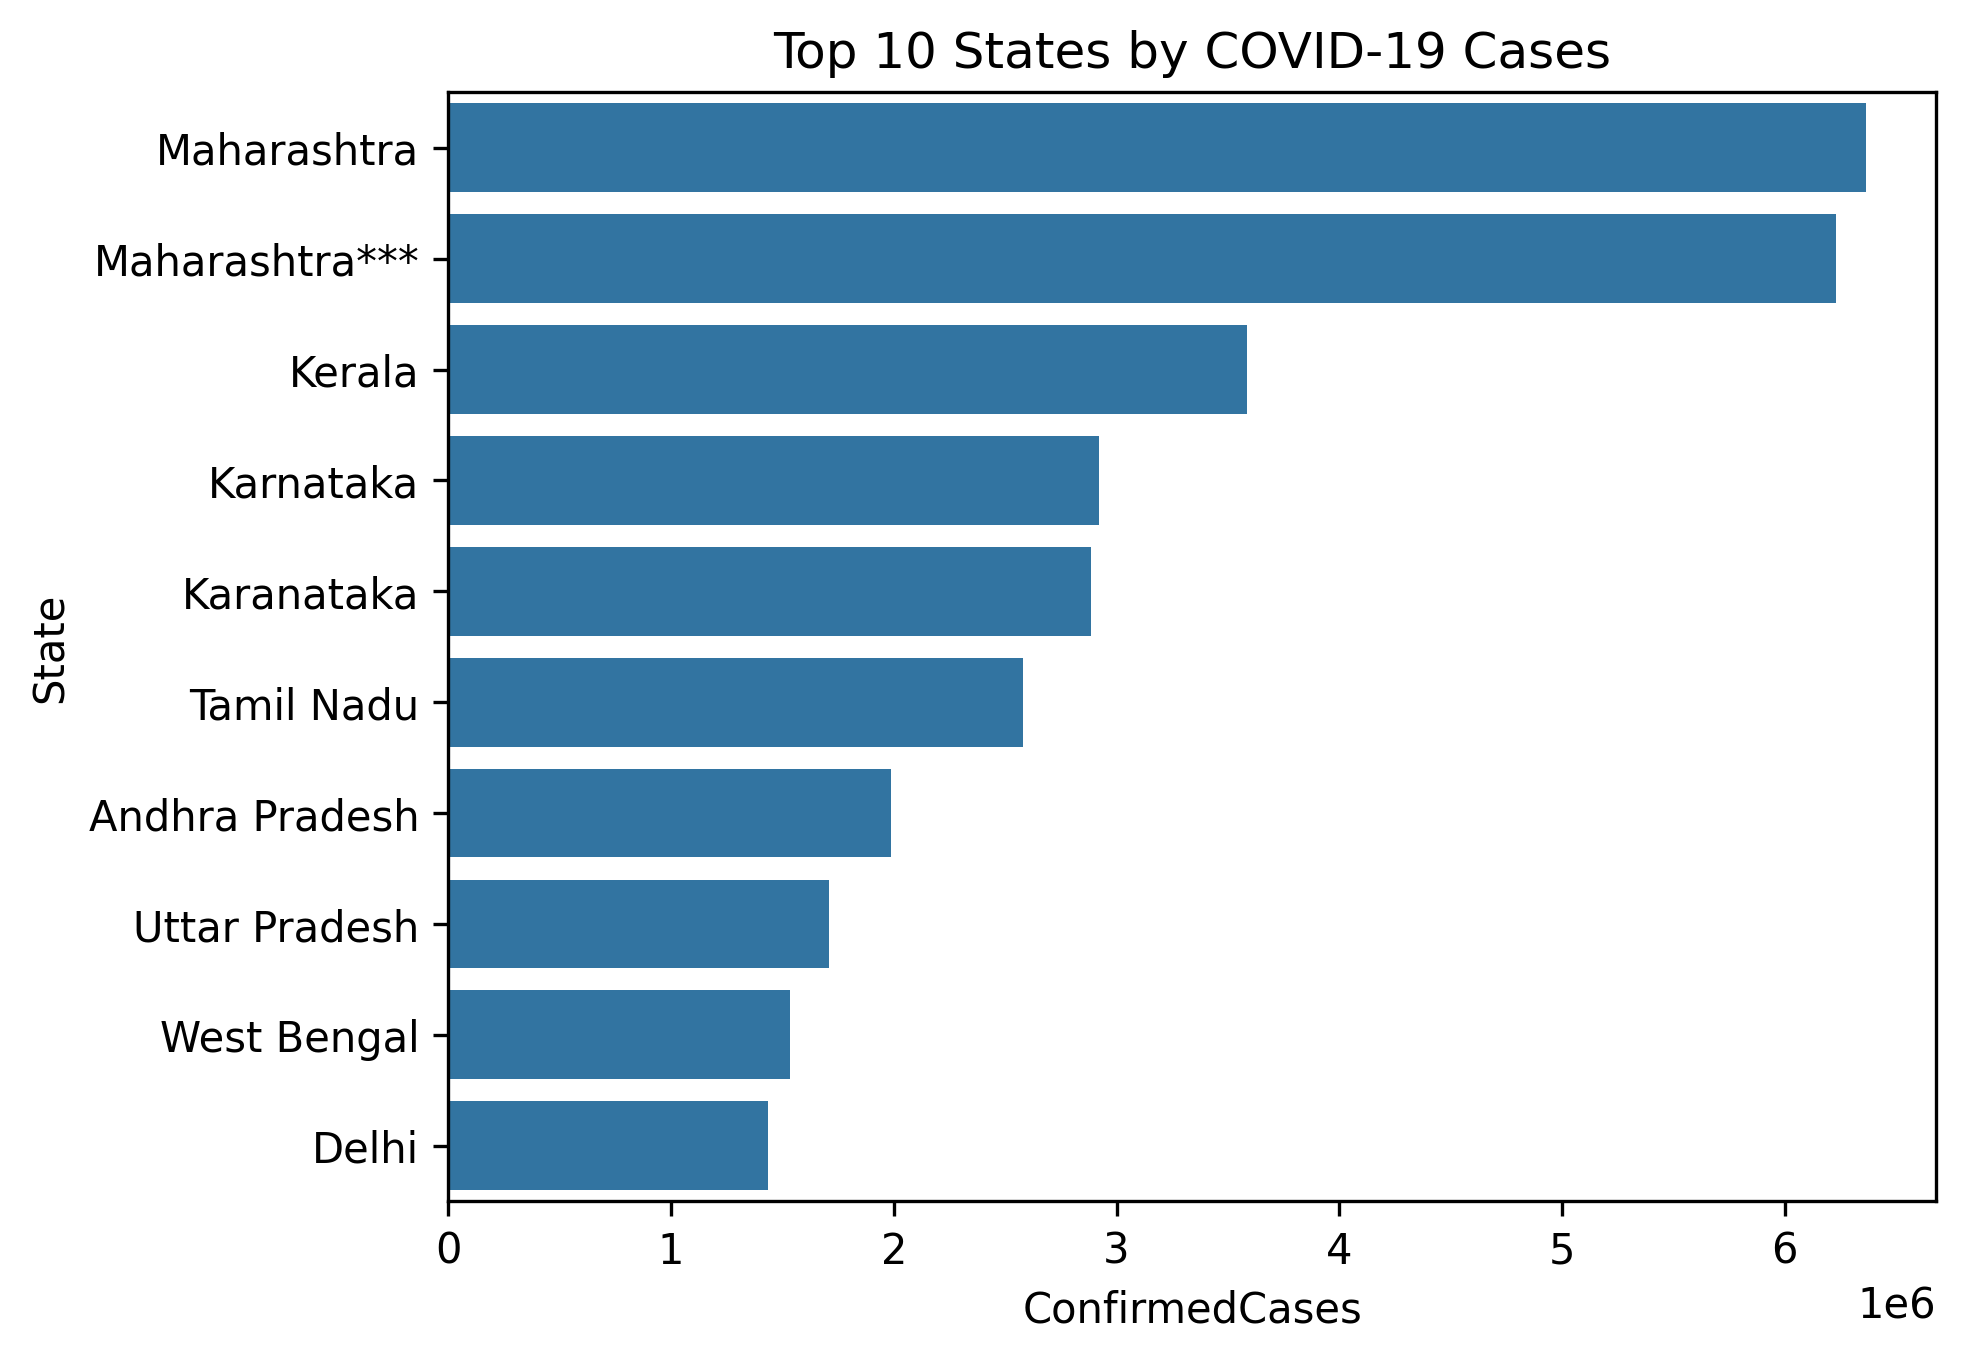 Top 10 States by COVID-19 Cases
Maharashtra
Maharashtra***
Kerala
Karnataka
Karanataka
Tamil Nadu
Andhra Pradesh
Uttar Pradesh
West Bengal
Delhi
State
0 1 2 3 4 5 6
ConfirmedCases
1e6